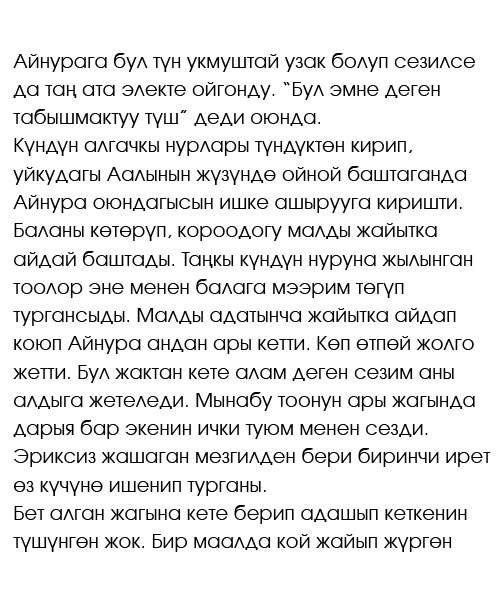 Айнурага бул түн укмуштай узак болуп сезилсе
да таң ата электе ойгонду. “Бул эмне деген
табышмактуу түш” деди оюнда.
Күндүн алгачкы нурлары түндүктөн кирип,
уйкудагы Аалынын жүзүндө ойной баштаганда
Айнура оюндагысын ишке ашырууга киришти.
Баланы көтөрүп, короодогу малды жайытка
айдай баштады. Таңкы күндүн нуруна жылынган
тоолор эне менен балага мээрим төгүп
тургансыды. Малды адатынча жайытка айдап
коюп Айнура андан ары кетти. Көп өтпөй жолго
жетти. Бул жактан кете алам деген сезим аны
алдыга жетеледи. Мынабу тоонун ары жагында
дарыя бар экенин ички туюм менен сезди.
Эриксиз жашаган мезгилден бери биринчи ирет
өз күчүнө ишенип турганы.
Бет алган жагына кете берип адашып кеткенин
түшүнгөн жок. Бир маалда кой жайып жүргөн